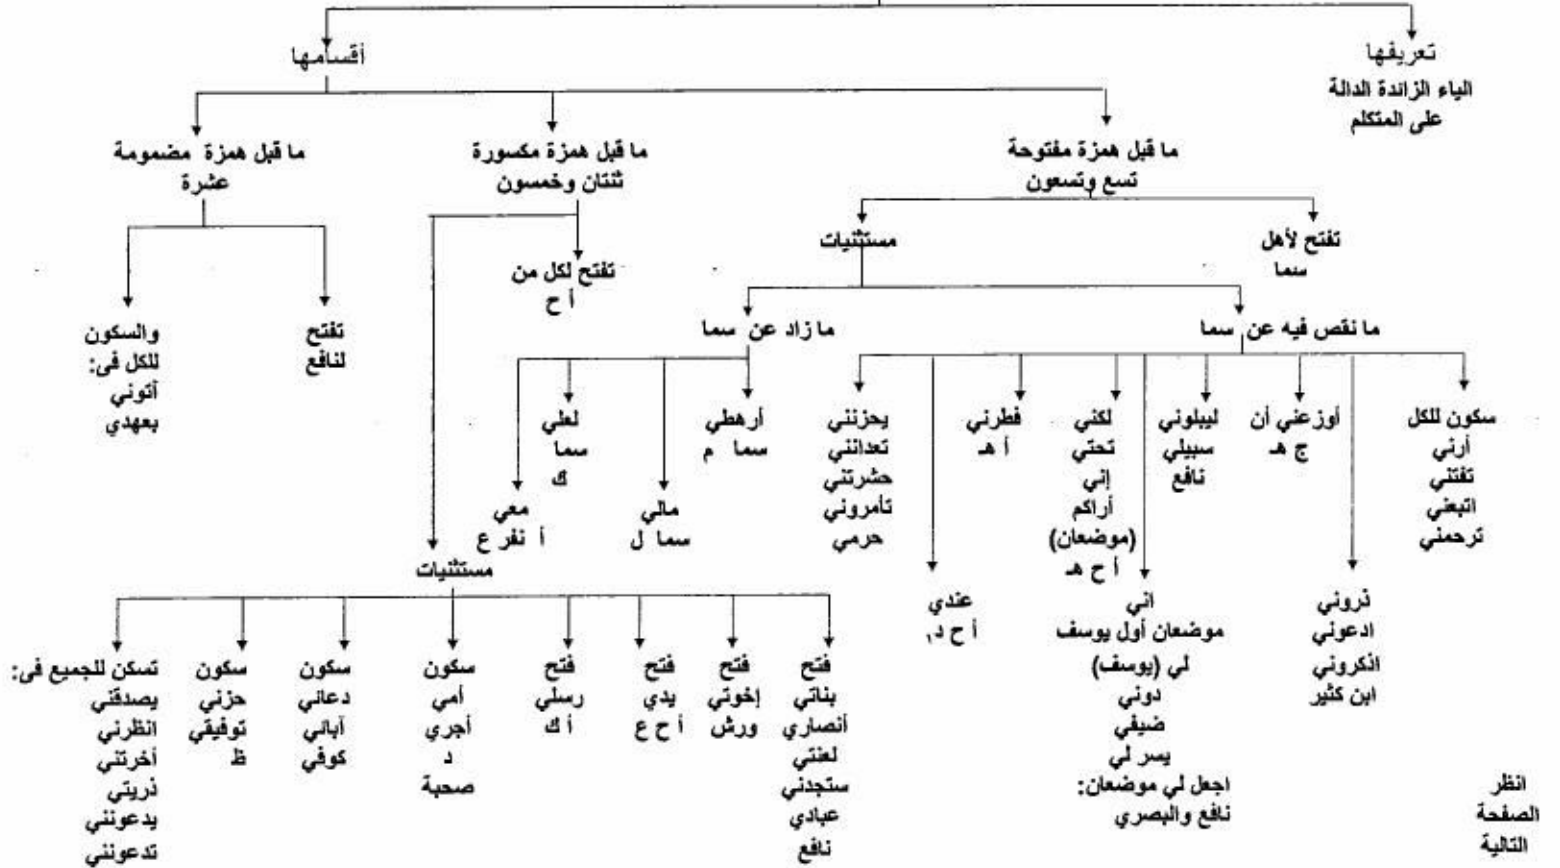 تعريفها
الياء الزائدة الدالة
على المتكلم
أقسامها
ما قبل همزة مفتوحة
تسع وتسعون
تفتح لأهل
سما
مستثنيات
ما نقص فيه عن سما
سكون للكل
أرني
تفتني
اتبعني
ترحمني
ذروني
ادعوني
اذكروني
ابن كثير
أوزعني أن
ج هـ
ليبلوني
سبيلي
نافع
اني
موضعان أول يوسف
لي (يوسف)
دوني
ضيفي
يسر لي
اجعل لي موضعان:
نافع والبصري
لكني
تحتي
إني
أراكم
(موضعان)
أ ح هـ
فطرني
أ هـ
عندي
أ ح د,
يحزنني
تعدانني
حشرتني
تأمروني
حرمي
ما زاد عن سما
أرهطي
سما م
مالي
سما ل
لعلي
سما
ك
معي
أ نفر ع
ما قبل همزة مكسورة
ثنتان وخمسون
تفتح لكل من
أ ح
مستثنيات
فتح
بناتي
أنصاري
لعنتي
ستجدني
عبادي
نافع
فتح
إخوتي
ورش
فتح
يدي
أ ح ع
فتح
رسلي
أ ك
سكون
أمي
أجري
د
صحبة
سكون
دعائي
آبائي
كوفي
سكون
حزني
توفيقي
ظ
تسكن للجميع فى:
يصدقني
انظرني
أخرتني
ذريتي
يدعونني
تدعونني
ما قبل همزة مضمومة
عشرة
تفتح
لنافع
والسكون
للكل فى:
آتوني
بعهدي
انظر
الصفحة
التالية